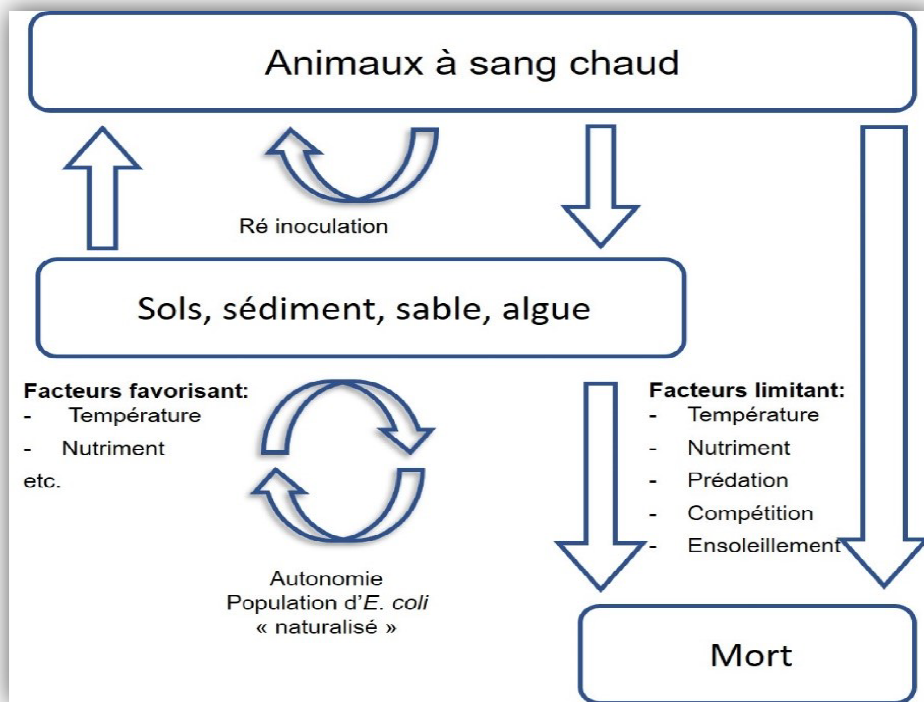 Animaux à sang chaud
Ré inoculation
Sols, sédiment, sable, algue
Facteurs favorisant:
- Température
- Nutriment
etc.
Facteurs limitant:
- Température
- Nutriment
- Prédation
- Compétition
- Ensoleillement
Autonomie
Population d'E. coli
« naturalisé »
Mort